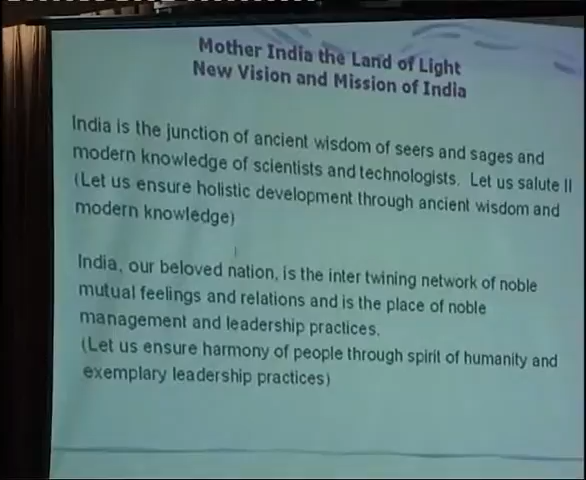 Mother India the Land of Light
New Vision and Mission of India
India is the junction of ancient wisdom of seers and sages and
modern knowledge of scientists and technologists. Let us salute II
(Let us ensure holistic development through ancient wisdom and
modern knowledge)
India, our beloved nation, is the inter twining network of noble
mutual feelings and relations and is the place of noble
management and leadership practices.
(Let us ensure harmony of people through spirit of humanity and
exemplary leadership practices)